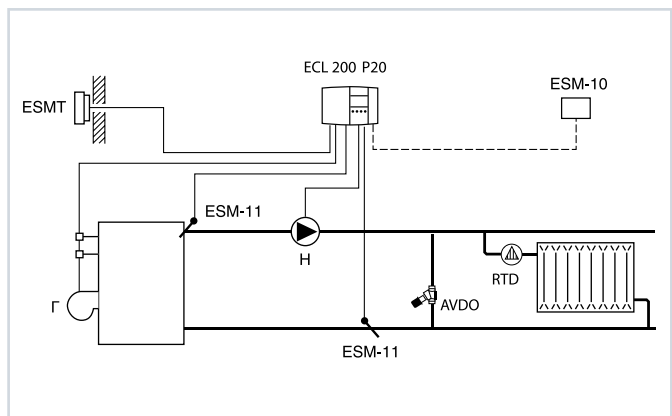 ECL 200 P20
ESMT
ESM-10
ESM-11
Н
RTD
Г
AVDO
ESM-11